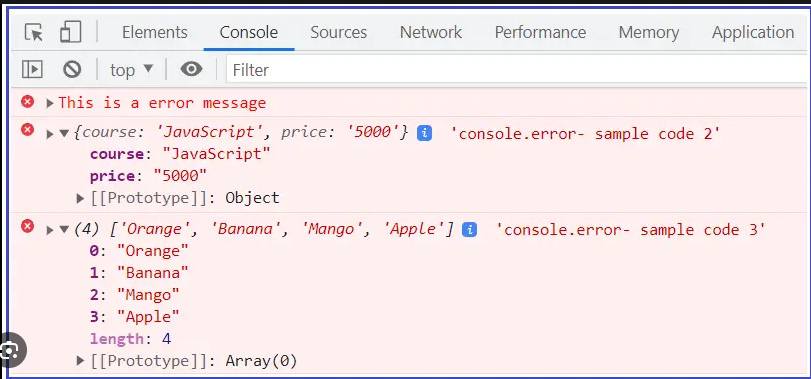 Elements Console Sources Network Performance Memory Application
top Filter
This is a error message
{course: 'JavaScript', price: '5000'} i 'console.error- sample code 2'
course: "JavaScript"
price: "5000"
[[Prototype]]: Object
(4) ['Orange', 'Banana', 'Mango', 'Apple'] i 'console.error- sample code 3'
0: "Orange"
1: "Banana"
2: "Mango"
3: "Apple"
length: 4
[[Prototype]]: Array(0)